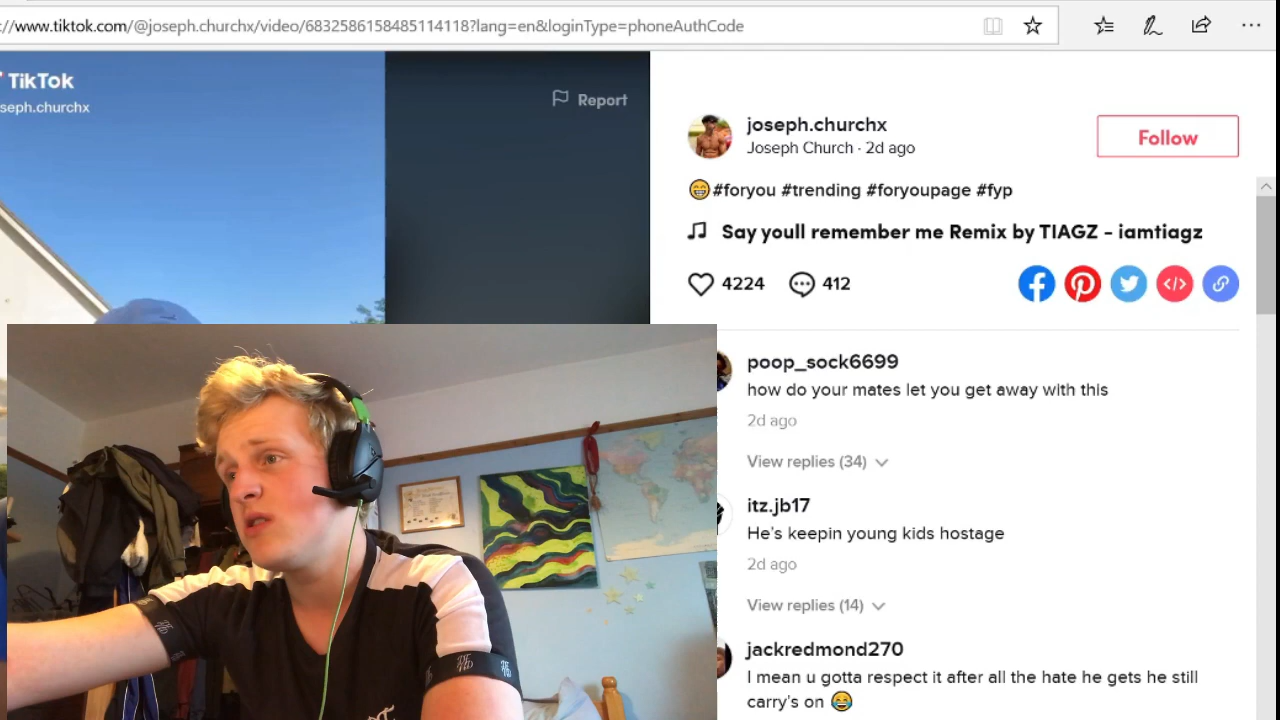 ://www.tiktok.com/@joseph.churchx/video/6832586158485114118?lang=en&loginType=phoneAuthCode
TikTok
seph.churchx
Report
joseph.churchx
Joseph Church · 2d ago
Follow
😁#foryou #trending #foryoupage #fyp
Say youll remember me Remix by TIAGZ - iamtiagz
4224
412
poop_sock6699
how do your mates let you get away with this
2d ago
View replies (34)
itz.jb17
He's keepin young kids hostage
2d ago
View replies (14)
jackredmond270
I mean u gotta respect it after all the hate he gets he still
carry's on 😂